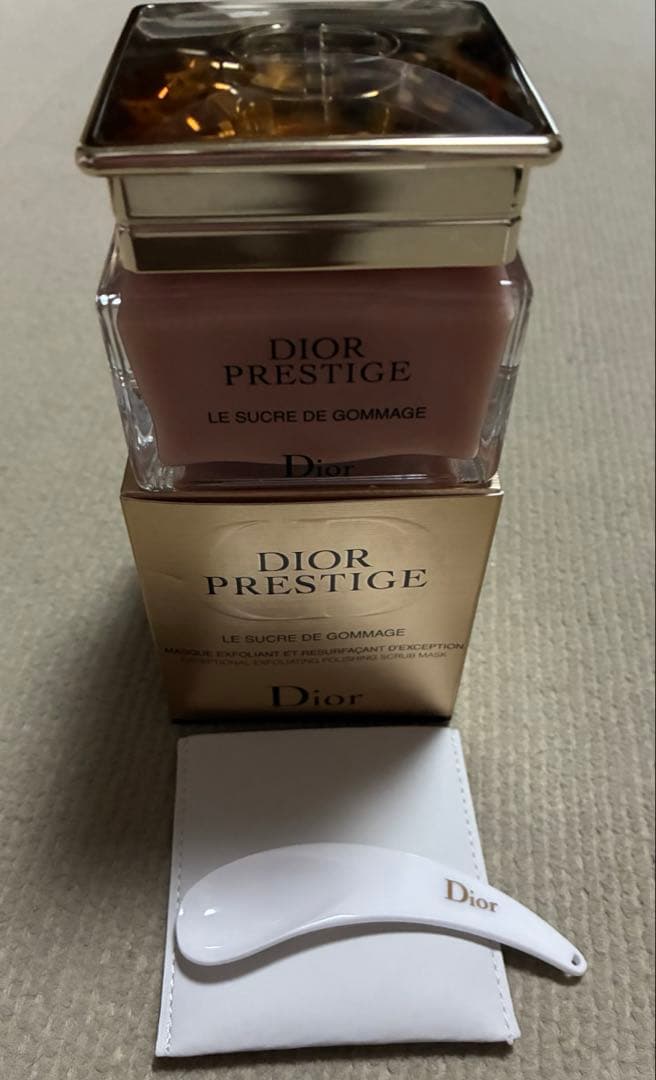 DIOR
PRESTIGE
LE SUCRE DE GOMMAGE
Dior
DIOR
PRESTIGE
LE SUCRE DE GOMMAGE
MASQUE EXFOLIANT ET RESURFAÇANT D'EXCEPTION
EXCEPTIONAL EXFOLIATING POLISHING SCRUB MASK
Dior
Dior